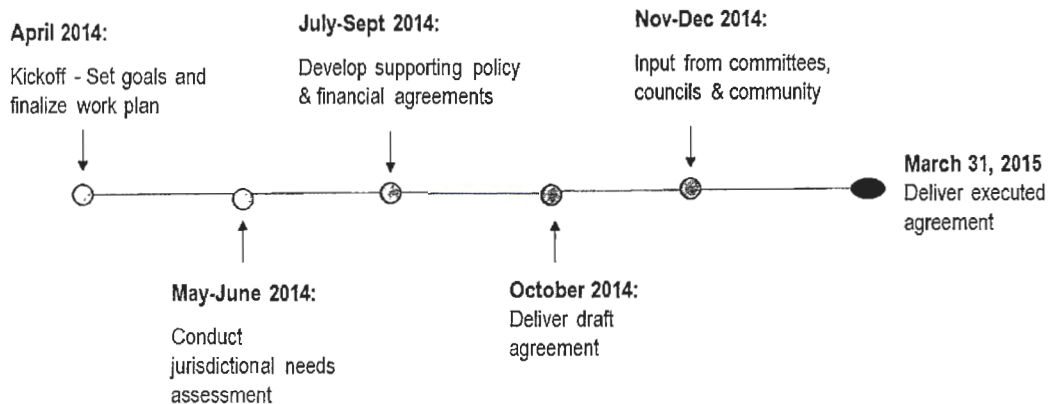 April 2014:
Kickoff - Set goals and
finalize work plan
May-June 2014:
Conduct
jurisdictional needs
assessment
July-Sept 2014:
Develop supporting policy
& financial agreements
October 2014:
Deliver draft
agreement
Nov-Dec 2014:
Input from committees,
councils & community
March 31, 2015
Deliver executed
agreement